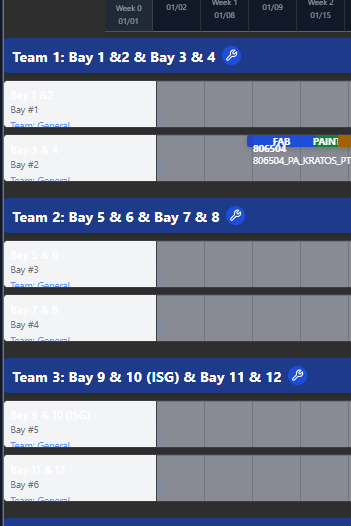 Week 0 01/02 Week 1 01/09 Week 2
01/01 01/08 01/15
Team 1: Bay 1 &2 & Bay 3 & 4
Bay 1 &2
Bay #1
Team: General
Bay 3 & 4
Bay #2
Team: General
FAB PAINT
806504
806504_PA_KRATOS_PT
Team 2: Bay 5 & 6 & Bay 7 & 8
Bay 5 & 6
Bay #3
Team: General
Bay 7 & 8
Bay #4
Team: General
Team 3: Bay 9 & 10 (ISG) & Bay 11 & 12
Bay 9 & 10 (ISG)
Bay #5
Team: General
Bay 11 & 12
Bay #6
Team: General